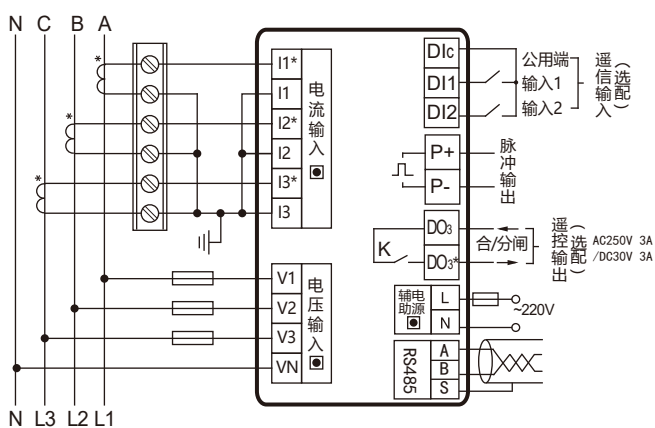 N C B A
I1*
I1
I2*
I2
I3*
I3
电流输入
V1
V2
V3
VN
电压输入
DIc
DI1
DI2
公用端
输入1
输入2
遥信输入
(选配)
P+
P-
脉冲输出
DO3
DO3*
K
合/分闸
遥控输出
(选配)
AC250V 3A
/DC30V 3A
辅助电源
L
N
~220V
RS485
A
B
S
N L3 L2 L1